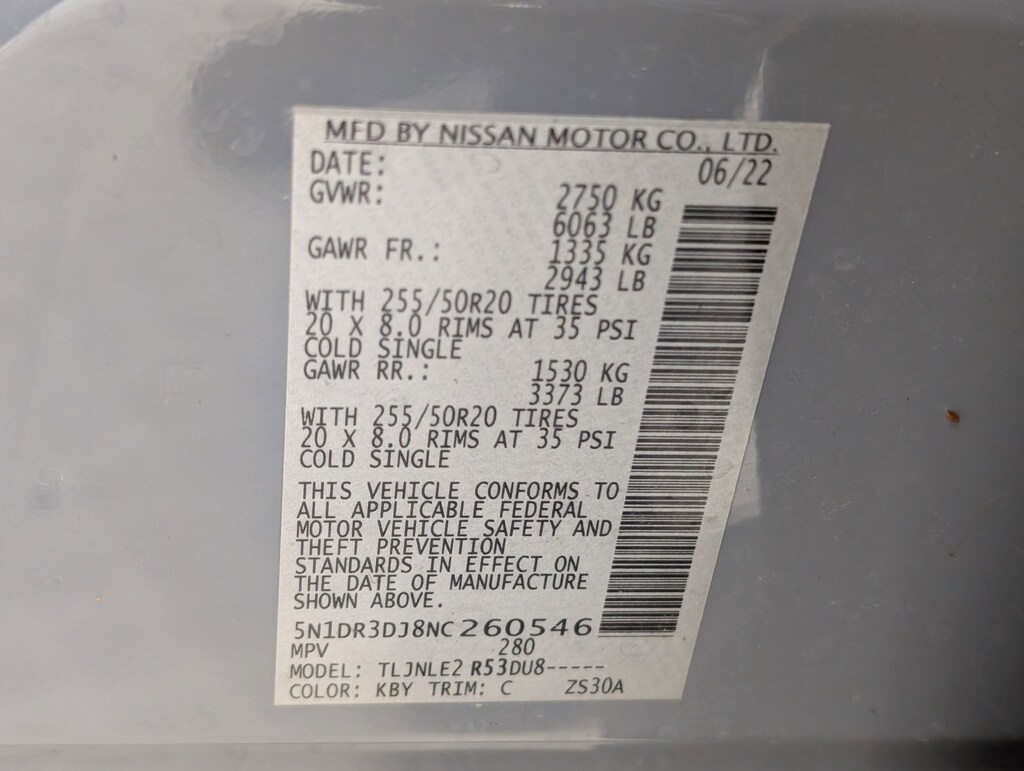 MFD BY NISSAN MOTOR CO., LTD.
DATE: 06/22
GVWR: 2750 KG
6063 LB
GAWR FR.: 1335 KG
2943 LB
WITH 255/50R20 TIRES
20 X 8.0 RIMS AT 35 PSI
COLD SINGLE
GAWR RR.: 1530 KG
3373 LB
WITH 255/50R20 TIRES
20 X 8.0 RIMS AT 35 PSI
COLD SINGLE
THIS VEHICLE CONFORMS TO
ALL APPLICABLE FEDERAL
MOTOR VEHICLE SAFETY AND
THEFT PREVENTION
STANDARDS IN EFFECT ON
THE DATE OF MANUFACTURE
SHOWN ABOVE.
5N1DR3DJ8NC260546
MPV 280
MODEL: TLJNLE2 R53DU8-----
COLOR: KBY TRIM: C ZS30A